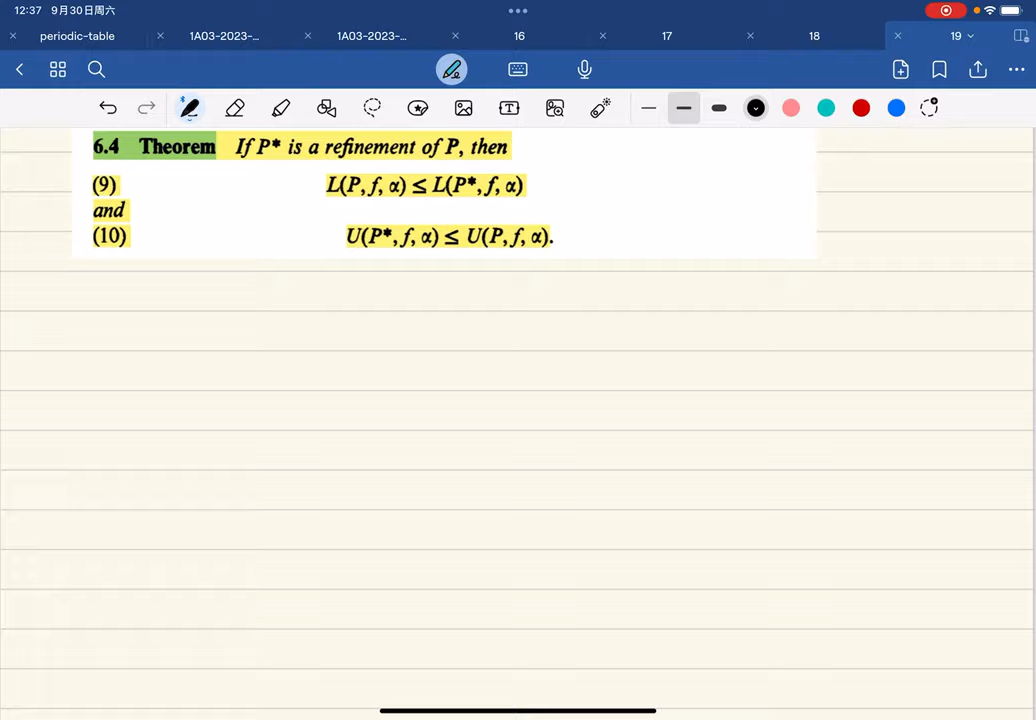 12:37 9月30日周六
periodic-table 1A03-2023-... 1A03-2023-... 16 17 18 19
6.4 Theorem If P* is a refinement of P, then
(9) L(P, f, α) ≤ L(P*, f, α)
and
(10) U(P*, f, α) ≤ U(P, f, α).